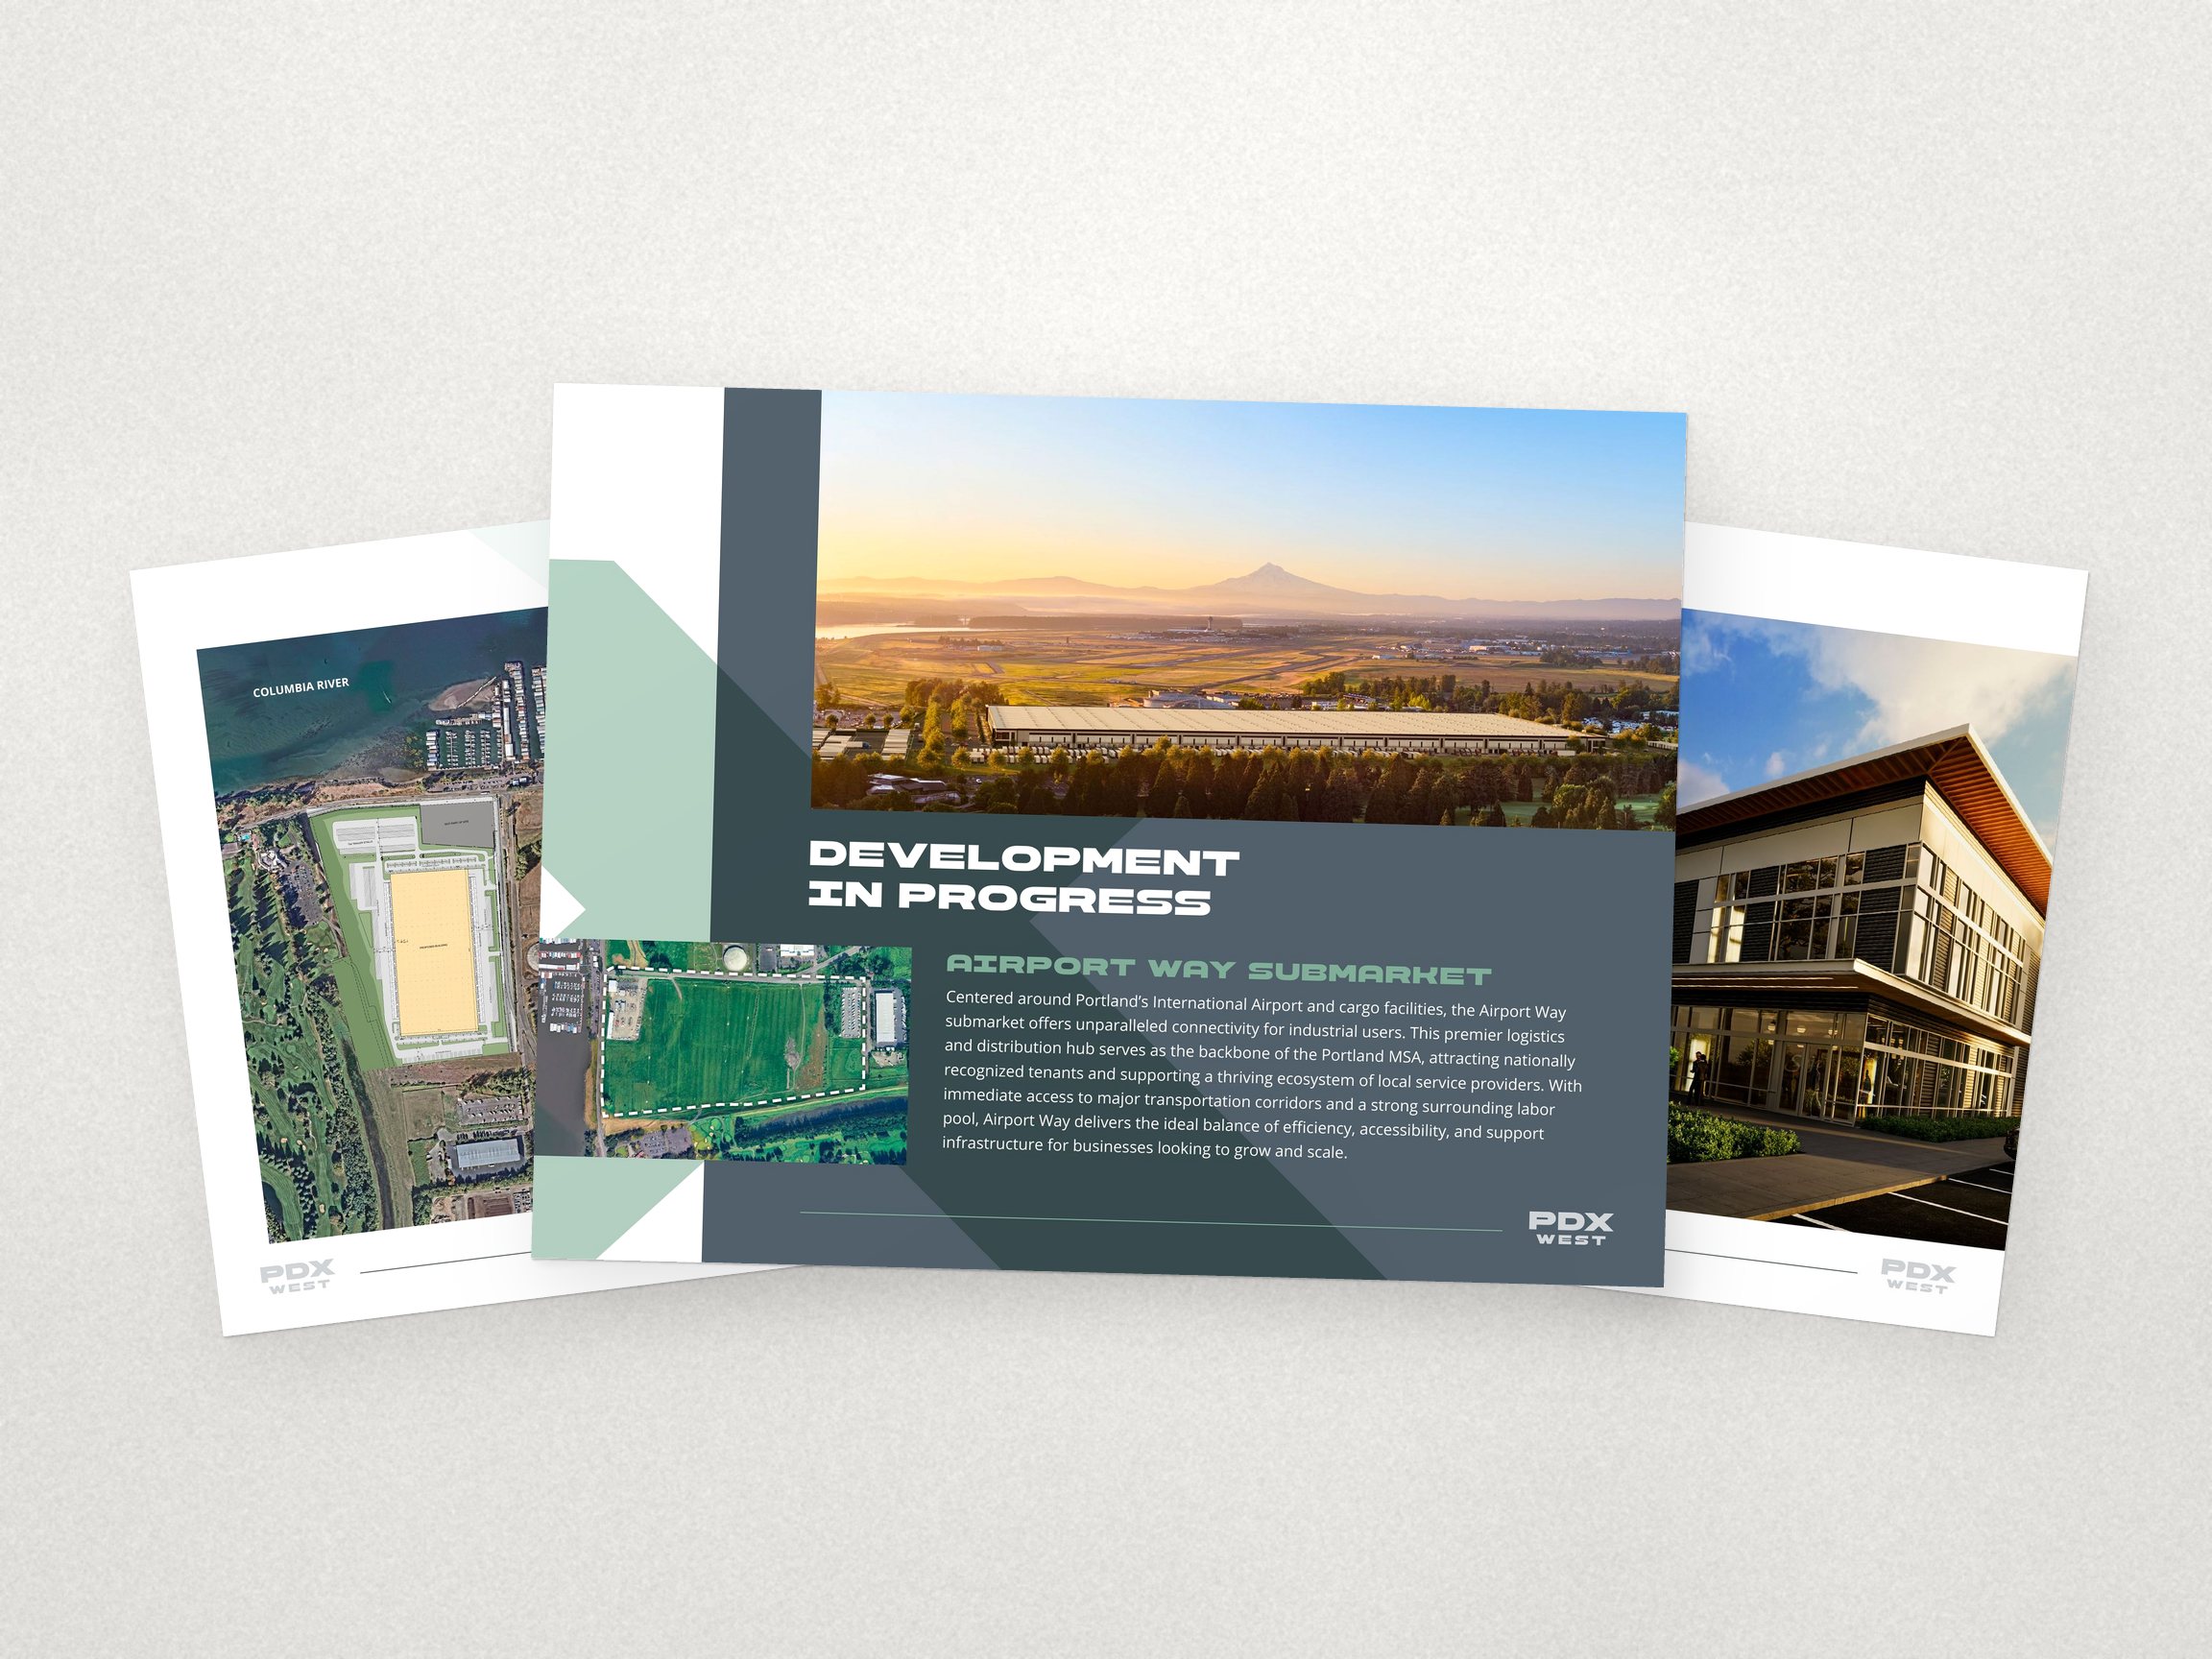 COLUMBIA RIVER
PDX
WEST
DEVELOPMENT
IN PROGRESS
AIRPORT WAY SUBMARKET
Centered around Portland’s International Airport and cargo facilities, the Airport Way
submarket offers unparalleled connectivity for industrial users. This premier logistics
and distribution hub serves as the backbone of the Portland MSA, attracting nationally
recognized tenants and supporting a thriving ecosystem of local service providers. With
immediate access to major transportation corridors and a strong surrounding labor
pool, Airport Way delivers the ideal balance of efficiency, accessibility, and support
infrastructure for businesses looking to grow and scale.
PDX
WEST
PDX
WEST